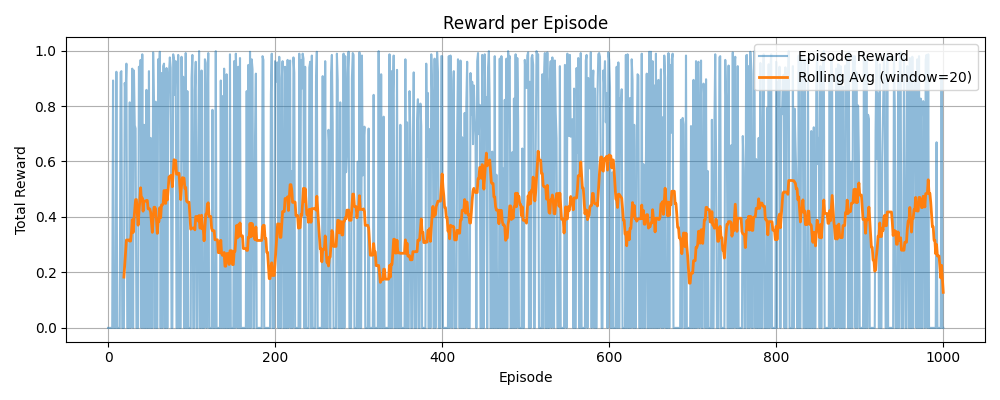 Reward per Episode
Episode Reward
Rolling Avg (window=20)
Total Reward
1.0
0.8
0.6
0.4
0.2
0.0
0 200 400 600 800 1000
Episode